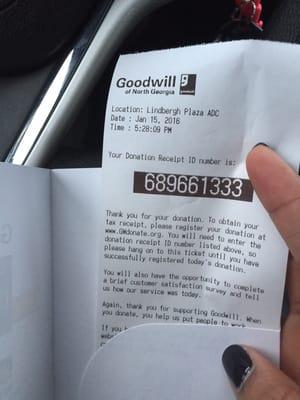 Goodwill
of North Georgia
Location: Lindbergh Plaza ADC
Date : Jan 15, 2016
Time : 5:28:09 PM
Your Donation Receipt ID number is:
689661333
Thank you for your donation. To obtain your
tax receipt, please register your donation at
www.GWdonate.org. You will need to enter the
donation receipt ID number listed above, so
please hang on to this ticket until you have
successfully registered today's donation.
You will also have the opportunity to complete
a brief customer satisfaction survey and tell
us how our service was today.
Again, thank you for supporting Goodwill. When
you donate, you help us put people to work
If you